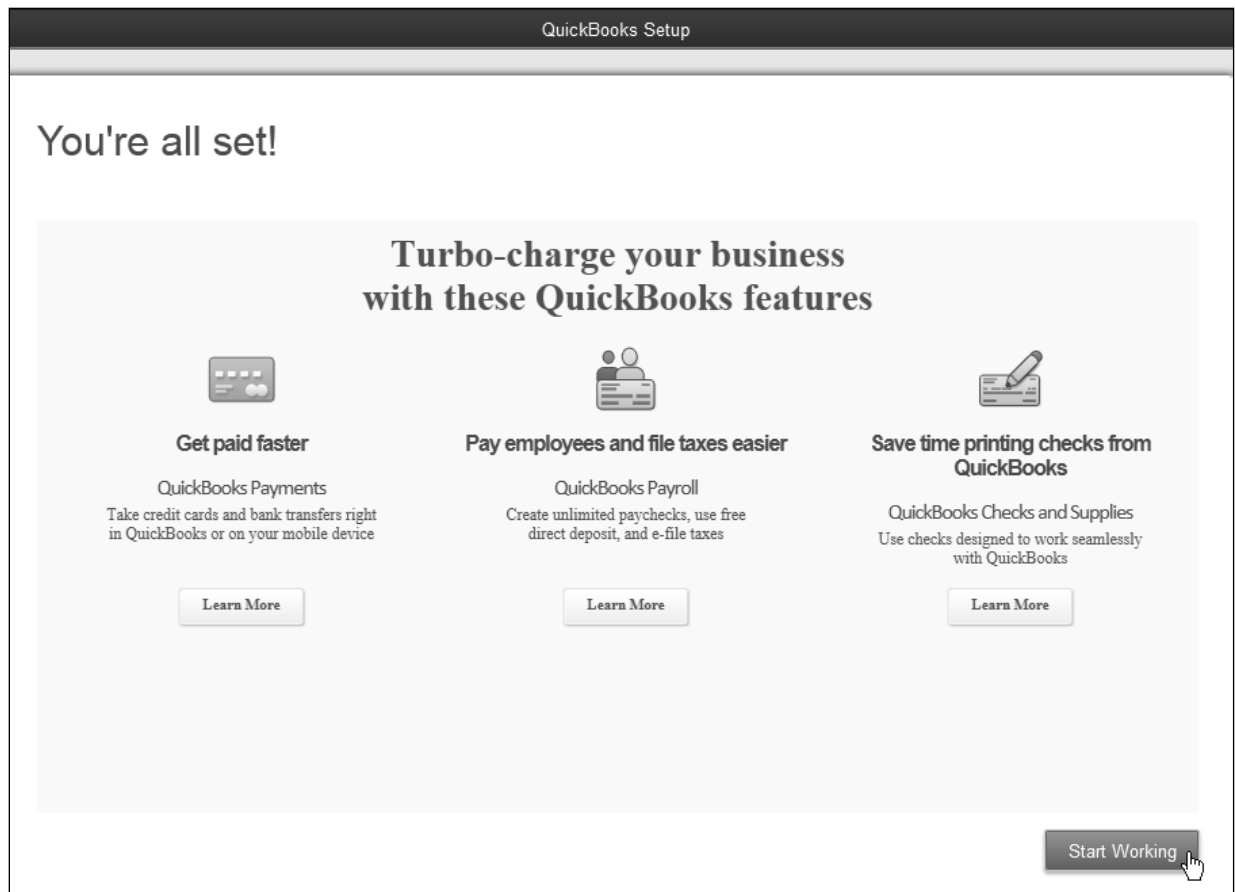 QuickBooks Setup
You're all set!
Turbo-charge your business
with these QuickBooks features
Get paid faster
QuickBooks Payments
Take credit cards and bank transfers right
in QuickBooks or on your mobile device
Learn More
Pay employees and file taxes easier
QuickBooks Payroll
Create unlimited paychecks, use free
direct deposit, and e-file taxes
Learn More
Save time printing checks from
QuickBooks
QuickBooks Checks and Supplies
Use checks designed to work seamlessly
with QuickBooks
Learn More
Start Working